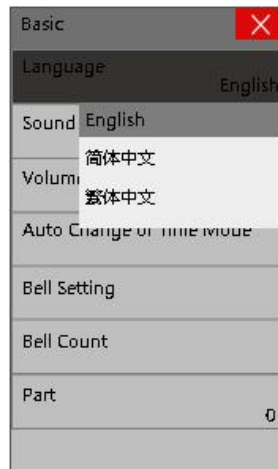 Basic
Language
English
Sound
English
简体中文
繁体中文
Auto Change of Time Mode
Bell Setting
Bell Count
Part
0